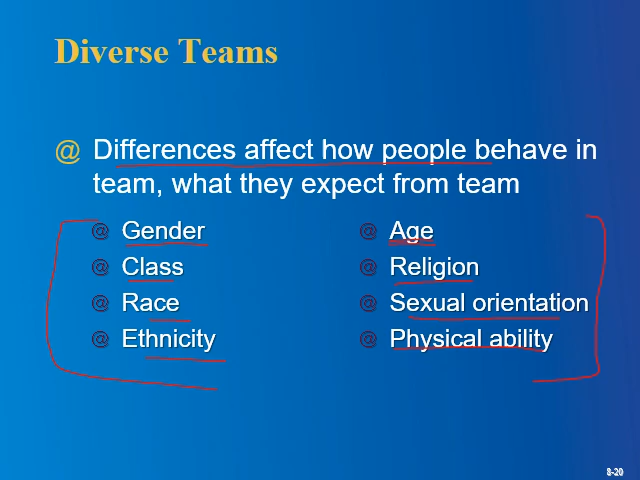 Diverse Teams
@ Differences affect how people behave in
team, what they expect from team
@ Gender
@ Class
@ Race
@ Ethnicity
@ Age
@ Religion
@ Sexual orientation
@ Physical ability
8-20